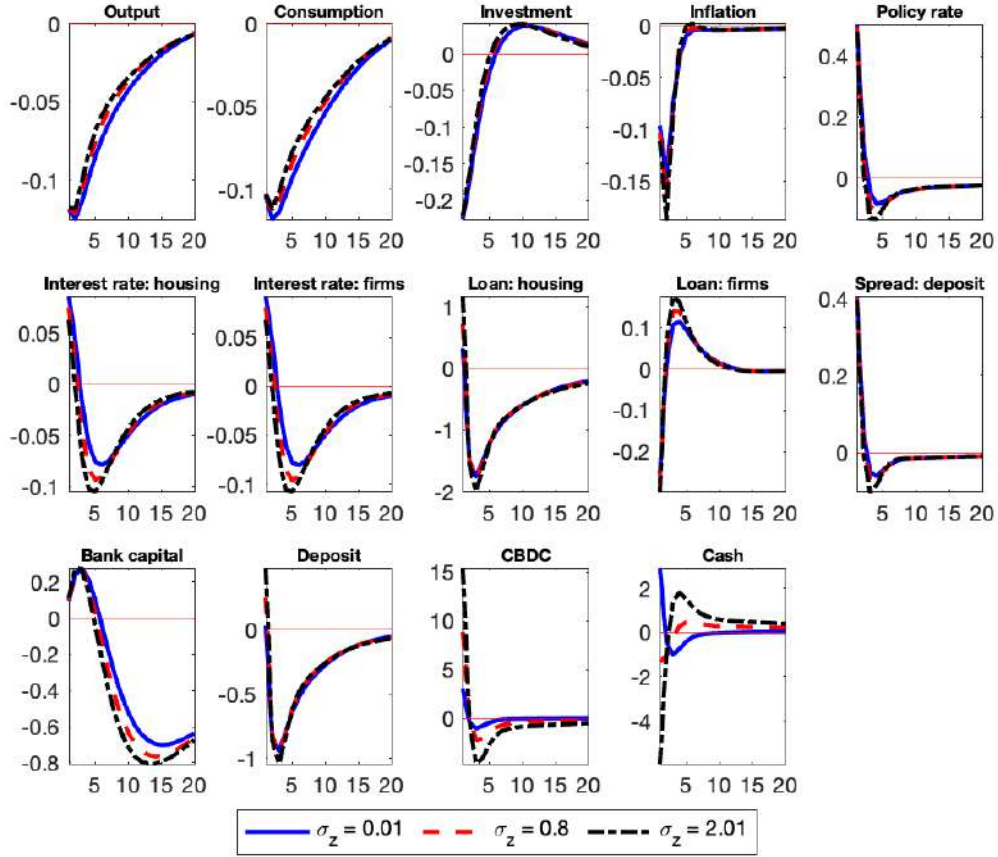 Output
Consumption
Investment
Inflation
Policy rate
0
-0.05
-0.1
5 10 15 20
0
-0.05
-0.1
5 10 15 20
0.05
0
-0.05
-0.1
-0.15
-0.2
5 10 15 20
0
-0.05
-0.1
-0.15
5 10 15 20
0.4
0.2
0
5 10 15 20
Interest rate: housing
Interest rate: firms
Loan: housing
Loan: firms
Spread: deposit
0.05
0
-0.05
-0.1
5 10 15 20
0.05
0
-0.05
-0.1
5 10 15 20
1
0
-1
-2
5 10 15 20
0.1
0
-0.1
-0.2
5 10 15 20
0.4
0.2
0
5 10 15 20
Bank capital
Deposit
CBDC
Cash
0.2
0
-0.2
-0.4
-0.6
-0.8
5 10 15 20
0
-0.5
-1
5 10 15 20
15
10
5
0
5 10 15 20
2
0
-2
-4
5 10 15 20
σz = 0.01 σz = 0.8 σz = 2.01